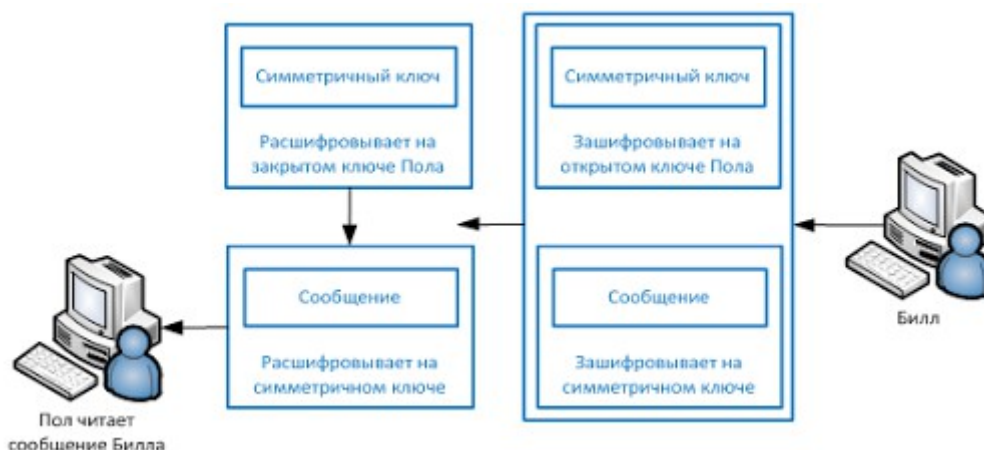 Симметричный ключ
Расшифровывает на
закрытом ключе Пола
Симметричный ключ
Зашифровывает на
открытом ключе Пола
Сообщение
Расшифровывает на
симметричном ключе
Сообщение
Зашифровывает на
симметричном ключе
Билл
Пол читает
сообщение Билла